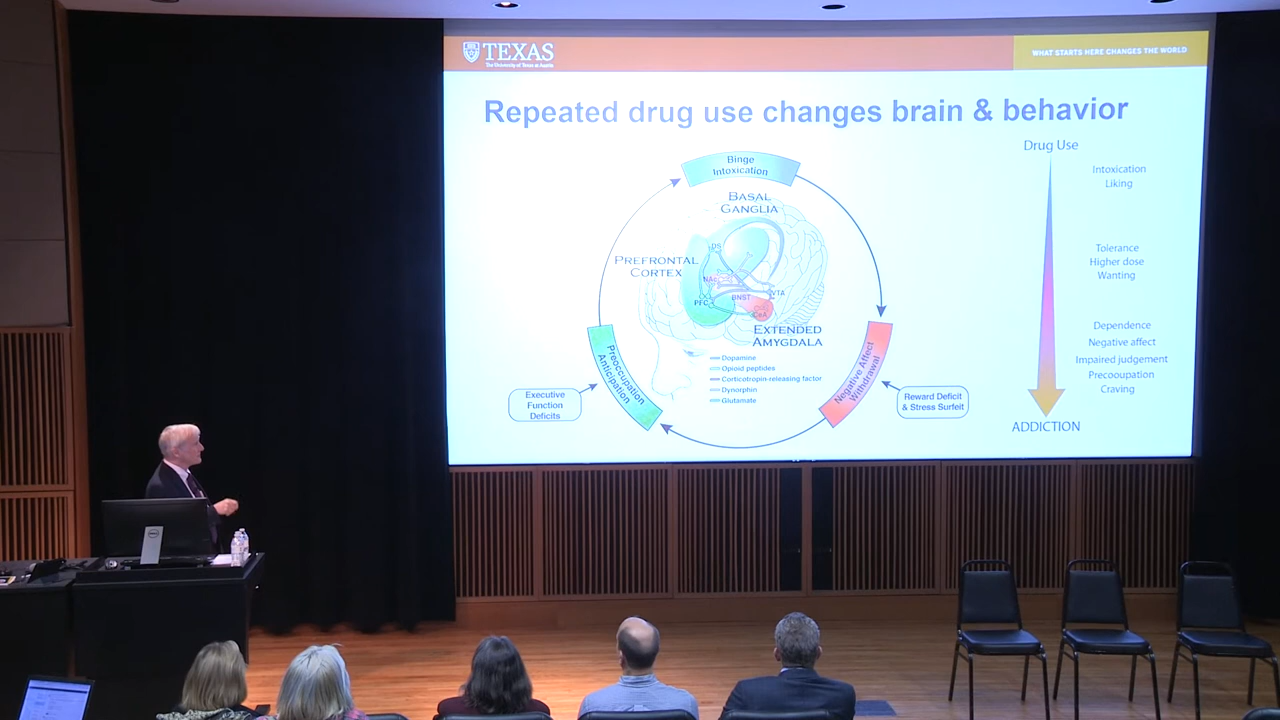 TEXAS
The University of Texas at Austin
WHAT STARTS HERE CHANGES THE WORLD
Repeated drug use changes brain & behavior
Binge
Intoxication
BASAL
GANGLIA
PREFRONTAL
CORTEX
DS
NAc
BNST
VTA
PFC
CeA
EXTENDED
AMYGDALA
Dopamine
Opioid peptides
Corticotropin-releasing factor
Dynorphin
Glutamate
Preoccupation
Anticipation
Negative Affect
Withdrawal
Executive
Function
Deficits
Reward Deficit
& Stress Surfeit
Drug Use
Intoxication
Liking
Tolerance
Higher dose
Wanting
Dependence
Negative affect
Impaired judgement
Precooupation
Craving
ADDICTION
DELL